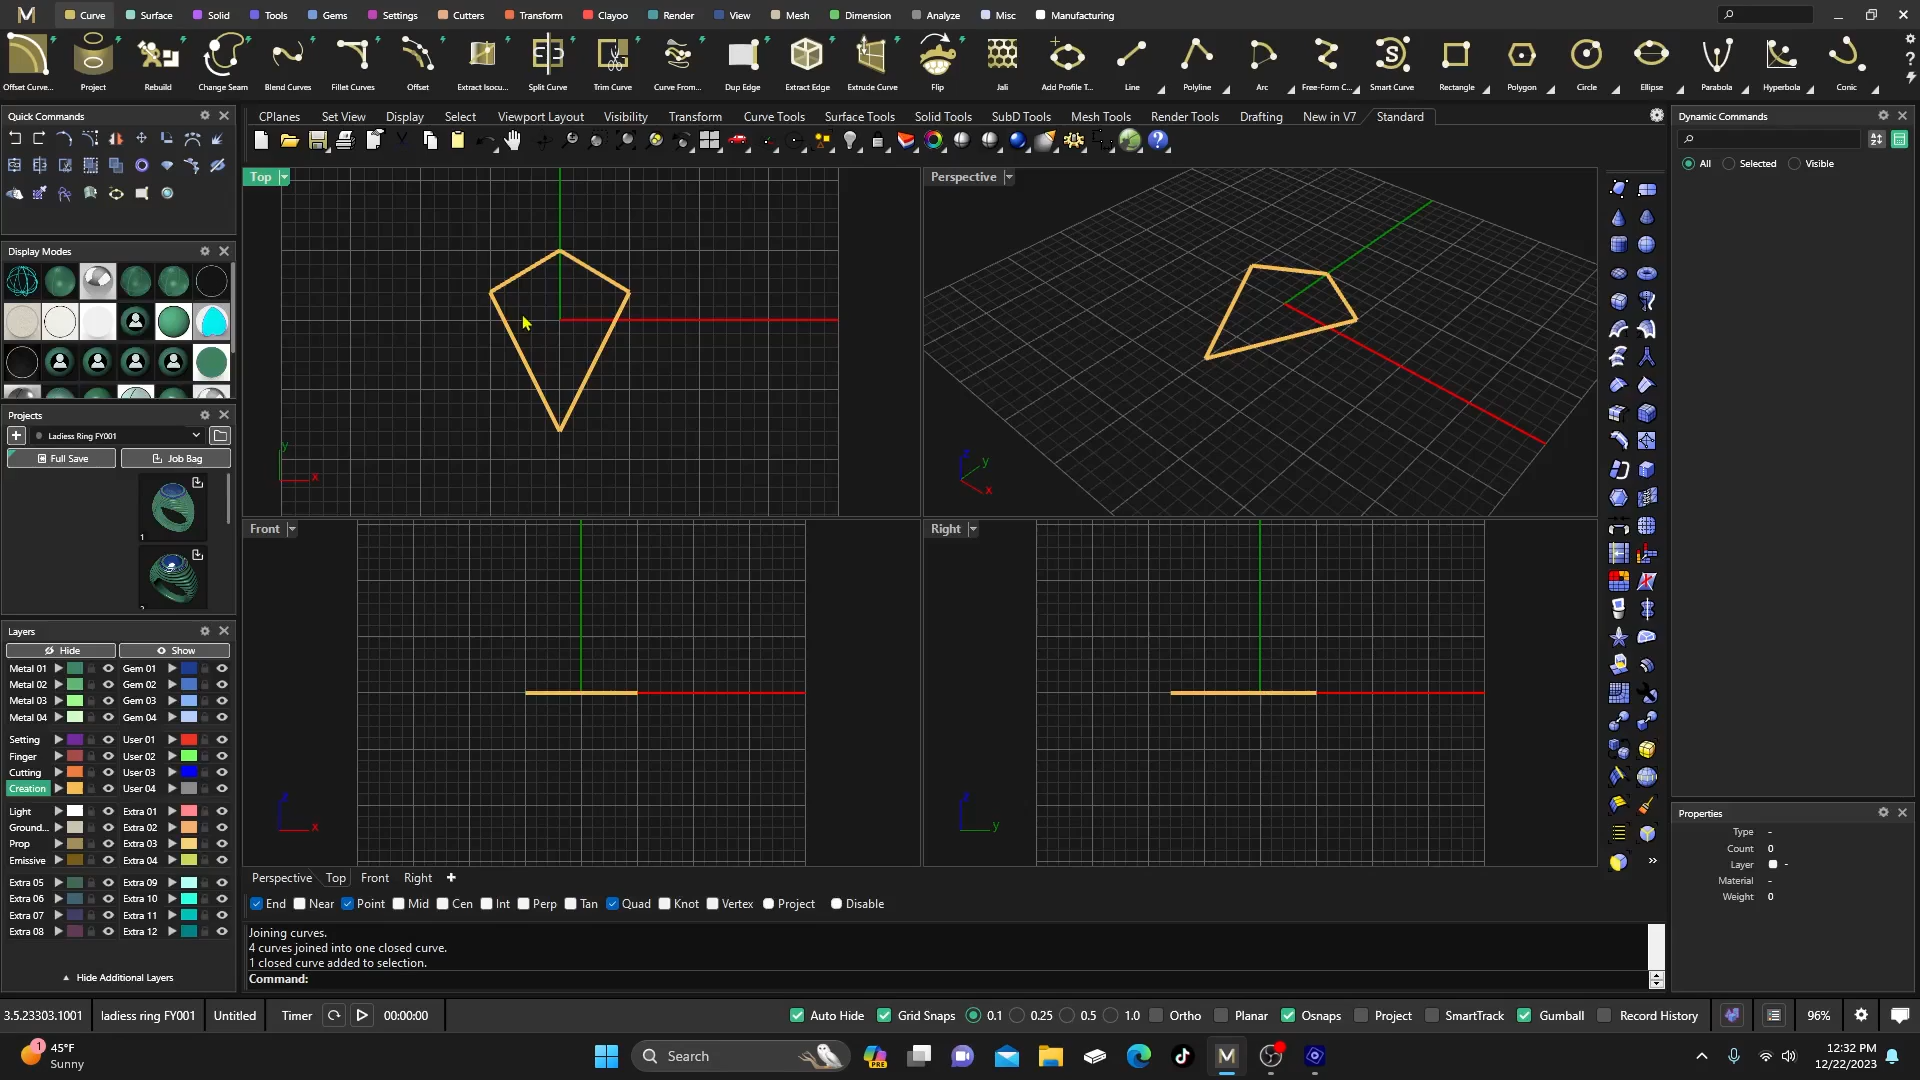 Curve Surface Solid Tools Gems Settings Cutters Transform Clayoo Render View Mesh Dimension Analyze Misc Manufacturing
Offset Curve... Project Rebuild Change Seam Blend Curves Fillet Curves Offset Extract Isocu... Split Curve Trim Curve Curve From... Dup Edge Extract Edge Extrude Curve Flip Jali Add Profile T... Line Polyline Arc Free-Form C... Smart Curve Rectangle Polygon Circle Ellipse Parabola Hyperbola Conic
Quick Commands
CPlanes Set View Display Select Viewport Layout Visibility Transform Curve Tools Surface Tools Solid Tools SubD Tools Mesh Tools Render Tools Drafting New in V7 Standard
Dynamic Commands
All Selected Visible
Top
Perspective
Display Modes
Projects
Ladiess Ring FY001
Full Save Job Bag
1
2
y
x
z
y
x
Front
Right
z
x
z
y
Layers
Hide Show
Metal 01 Gem 01
Metal 02 Gem 02
Metal 03 Gem 03
Metal 04 Gem 04
Setting User 01
Finger User 02
Cutting User 03
Creation User 04
Light Extra 01
Ground... Extra 02
Prop Extra 03
Emissive Extra 04
Extra 05 Extra 09
Extra 06 Extra 10
Extra 07 Extra 11
Extra 08 Extra 12
Hide Additional Layers
Properties
Type -
Count 0
Layer -
Material -
Weight 0
Perspective Top Front Right
End Near Point Mid Cen Int Perp Tan Quad Knot Vertex Project Disable
Joining curves.
4 curves joined into one closed curve.
1 closed curve added to selection.
Command:
3.5.23303.1001 ladiess ring FY001 Untitled Timer 00:00:00 Auto Hide Grid Snaps 0.1 0.25 0.5 1.0 Ortho Planar Osnaps Project SmartTrack Gumball Record History 96%
1
45°F
Sunny
Search
PRE
12:32 PM
12/22/2023